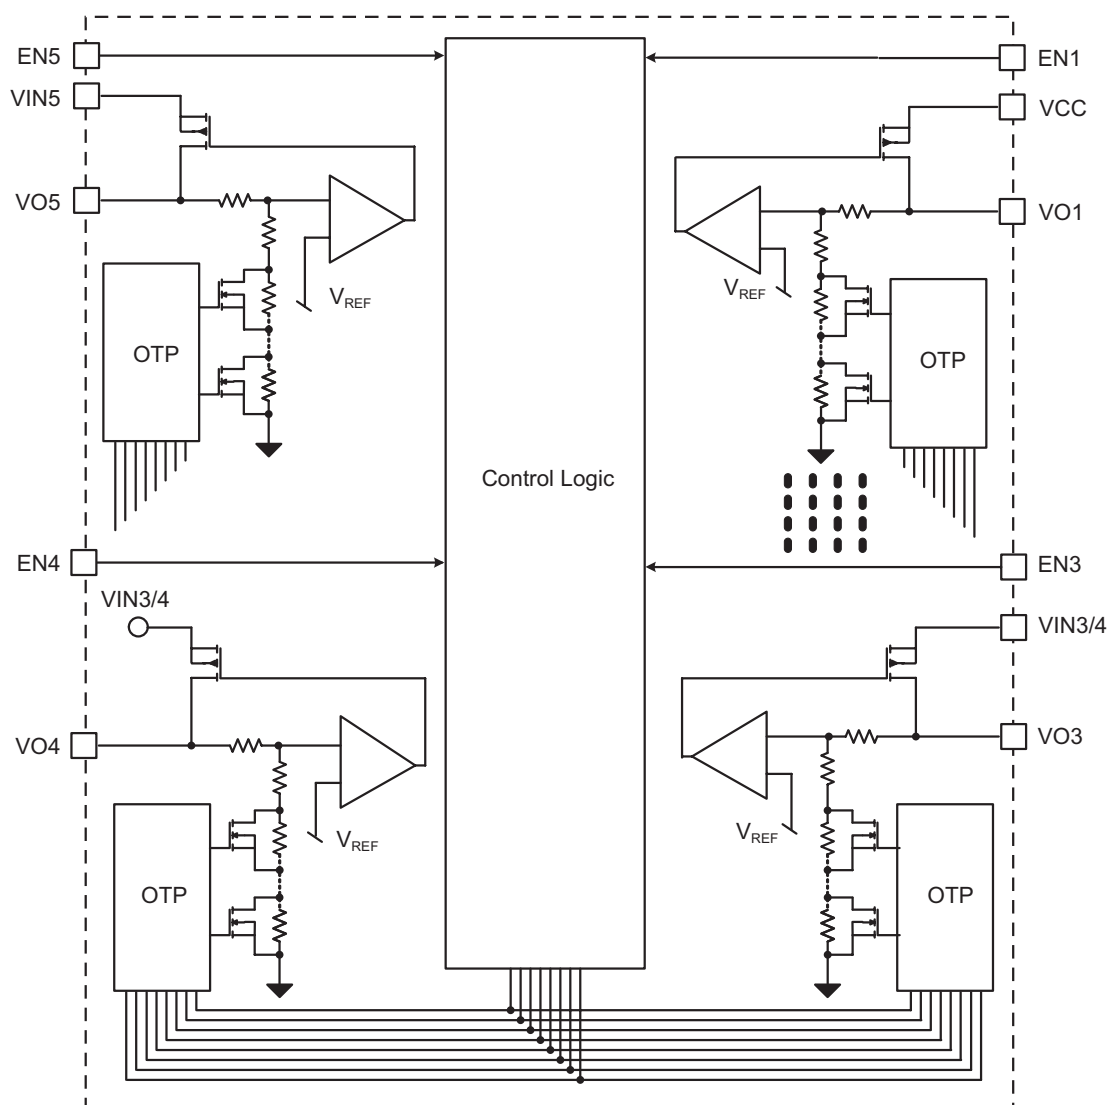 EN5
EN1
VIN5
VCC
VO5
VO1
VREF
VREF
OTP
OTP
Control Logic
EN4
EN3
VIN3/4
VIN3/4
VO4
VO3
VREF
VREF
OTP
OTP